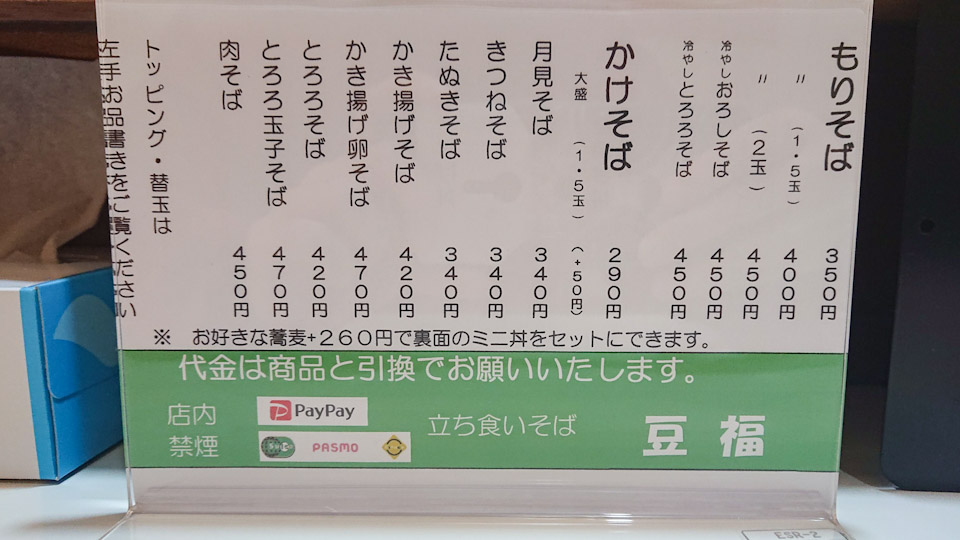 もりそば 350円
〃 (1・5玉) 400円
〃 (2玉) 450円
冷やしおろしそば 450円
冷やしとろろそば 450円
かけそば 290円
大盛 (1・5玉) (+50円)
月見そば 340円
きつねそば 340円
たぬきそば 340円
かき揚げそば 420円
かき揚げ卵そば 470円
とろろそば 420円
とろろ玉子そば 470円
肉そば 450円
トッピング・替玉は
左手お品書きをご覧ください
※ お好きな蕎麦+260円で裏面のミニ丼をセットにできます。
代金は商品と引換でお願いいたします。
店内
禁煙
PayPay
PASMO
立ち食いそば 豆福
ESR-2